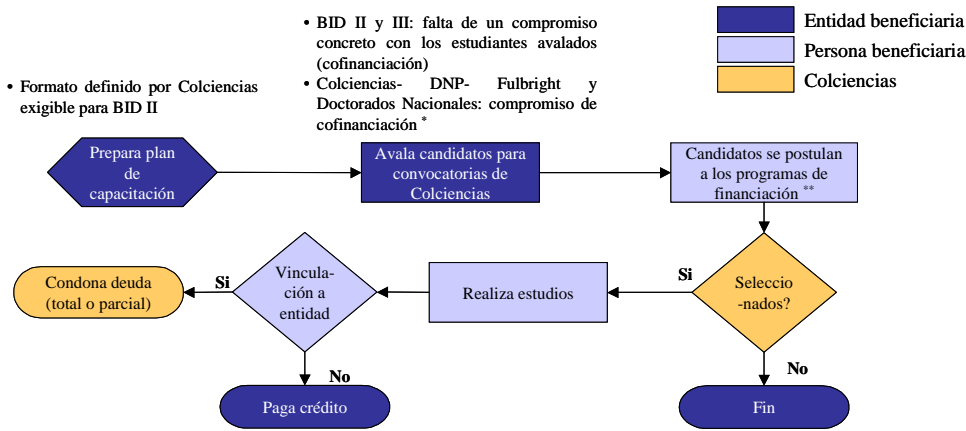 • BID II y III: falta de un compromiso
concreto con los estudiantes avalados
(cofinanciación)
• Colciencias- DNP- Fulbright y
Doctorados Nacionales: compromiso de
cofinanciación *
Entidad beneficiaria
Persona beneficiaria
Colciencias
• Formato definido por Colciencias
exigible para BID II
Prepara plan
de
capacitación
Avala candidatos para
convocatorias de
Colciencias
Candidatos se postulan
a los programas de
financiación **
Seleccio
-nados?
Si
Realiza estudios
Vincula-
ción a
entidad
Si
Condona deuda
(total o parcial)
No
Paga crédito
No
Fin